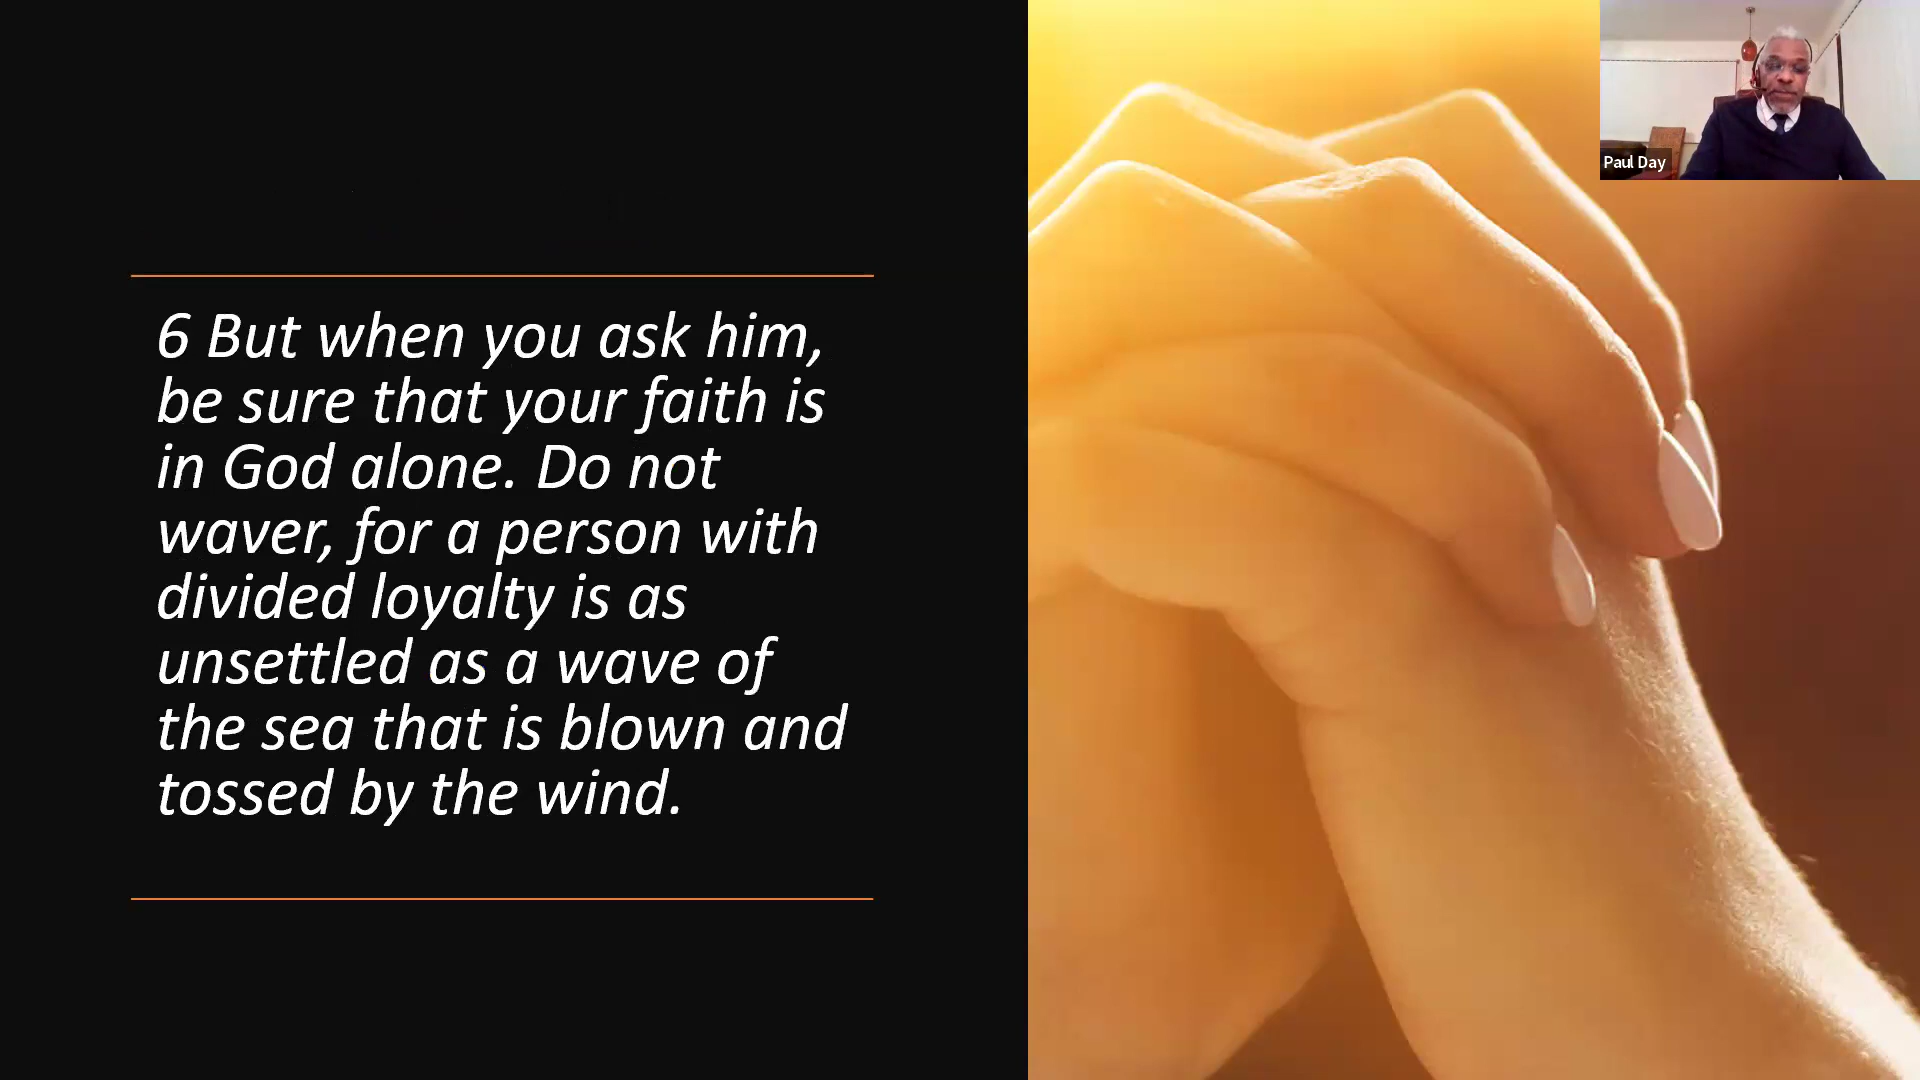 6 But when you ask him,
be sure that your faith is
in God alone. Do not
waver, for a person with
divided loyalty is as
unsettled as a wave of
the sea that is blown and
tossed by the wind.
Paul Day